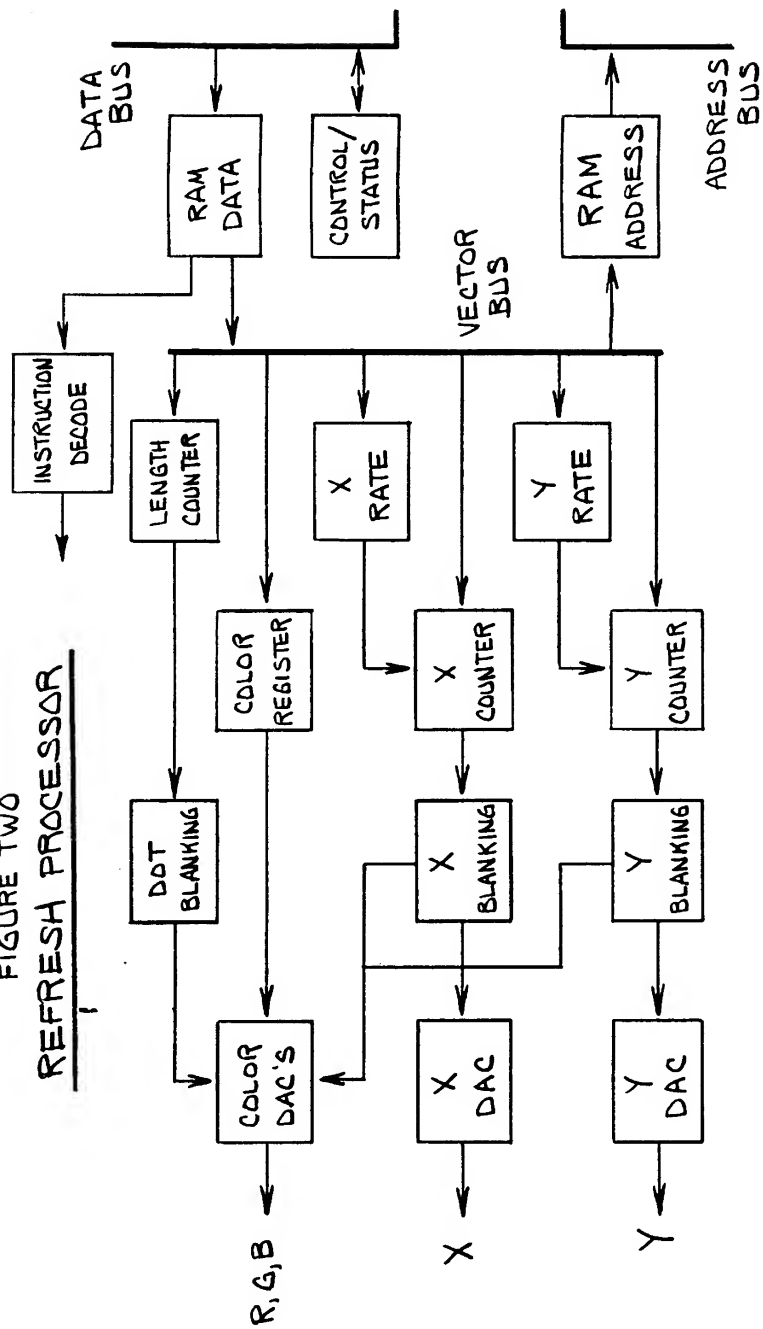 FIGURE TWO
REFRESH PROCESSOR
DATA
BUS
RAM
DATA
CONTROL/
STATUS
RAM
ADDRESS
ADDRESS
BUS
INSTRUCTION
DECODE
VECTOR
BUS
LENGTH
COUNTER
X
RATE
Y
RATE
COLOR
REGISTER
X
COUNTER
Y
COUNTER
DOT
BLANKING
X
BLANKING
Y
BLANKING
COLOR
DAC'S
X
DAC
Y
DAC
R,G,B
X
Y